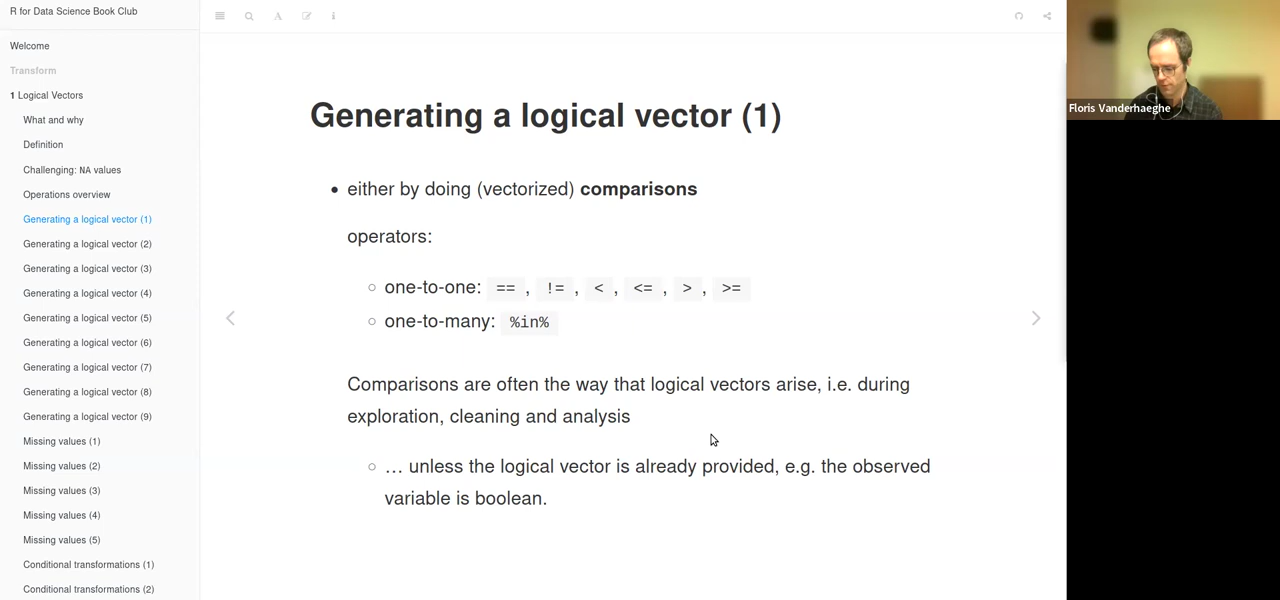 R for Data Science Book Club
Welcome
Transform
1 Logical Vectors
What and why
Definition
Challenging: NA values
Operations overview
Generating a logical vector (1)
Generating a logical vector (2)
Generating a logical vector (3)
Generating a logical vector (4)
Generating a logical vector (5)
Generating a logical vector (6)
Generating a logical vector (7)
Generating a logical vector (8)
Generating a logical vector (9)
Missing values (1)
Missing values (2)
Missing values (3)
Missing values (4)
Missing values (5)
Conditional transformations (1)
Conditional transformations (2)
A
i
Generating a logical vector (1)
• either by doing (vectorized) comparisons
operators:
○ one-to-one: == , != , < , <= , > , >=
○ one-to-many: %in%
Comparisons are often the way that logical vectors arise, i.e. during
exploration, cleaning and analysis
○ … unless the logical vector is already provided, e.g. the observed
variable is boolean.
Floris Vanderhaeghe